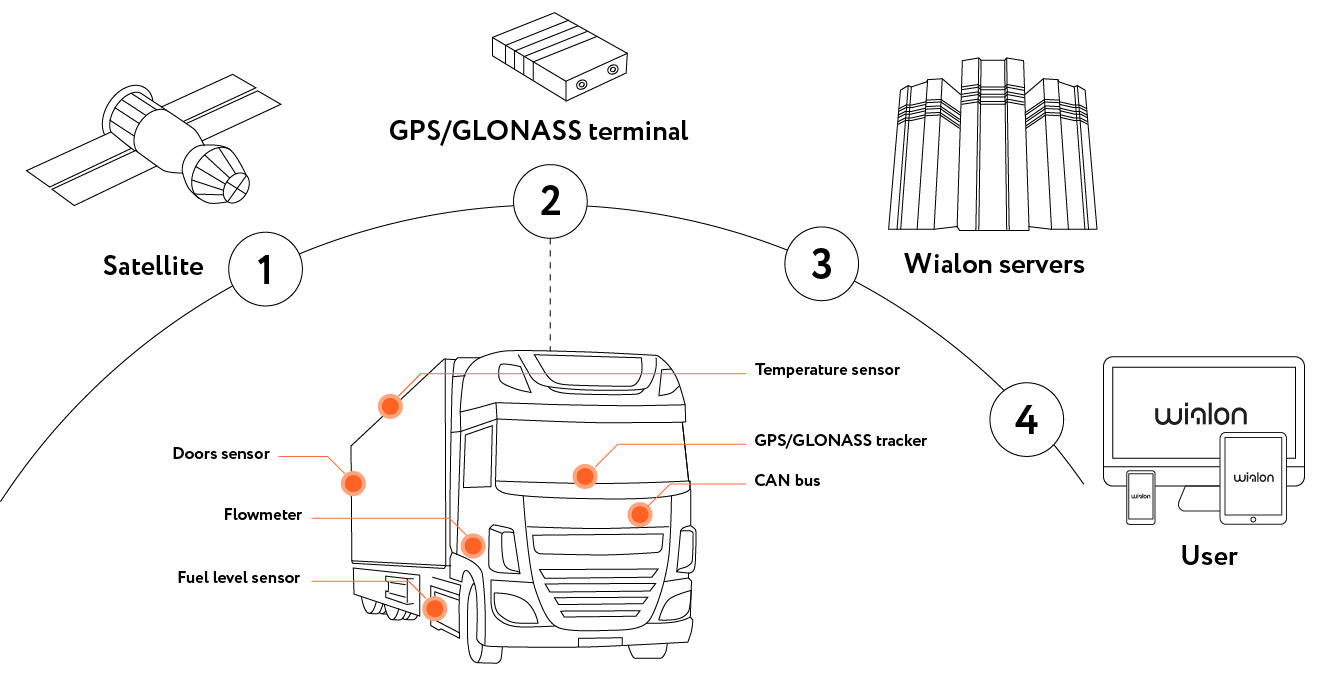 GPS/GLONASS terminal
2
Satellite
1
3
Wialon servers
Temperature sensor
4
wialon
GPS/GLONASS tracker
Doors sensor
CAN bus
wialon
wialon
Flowmeter
User
Fuel level sensor